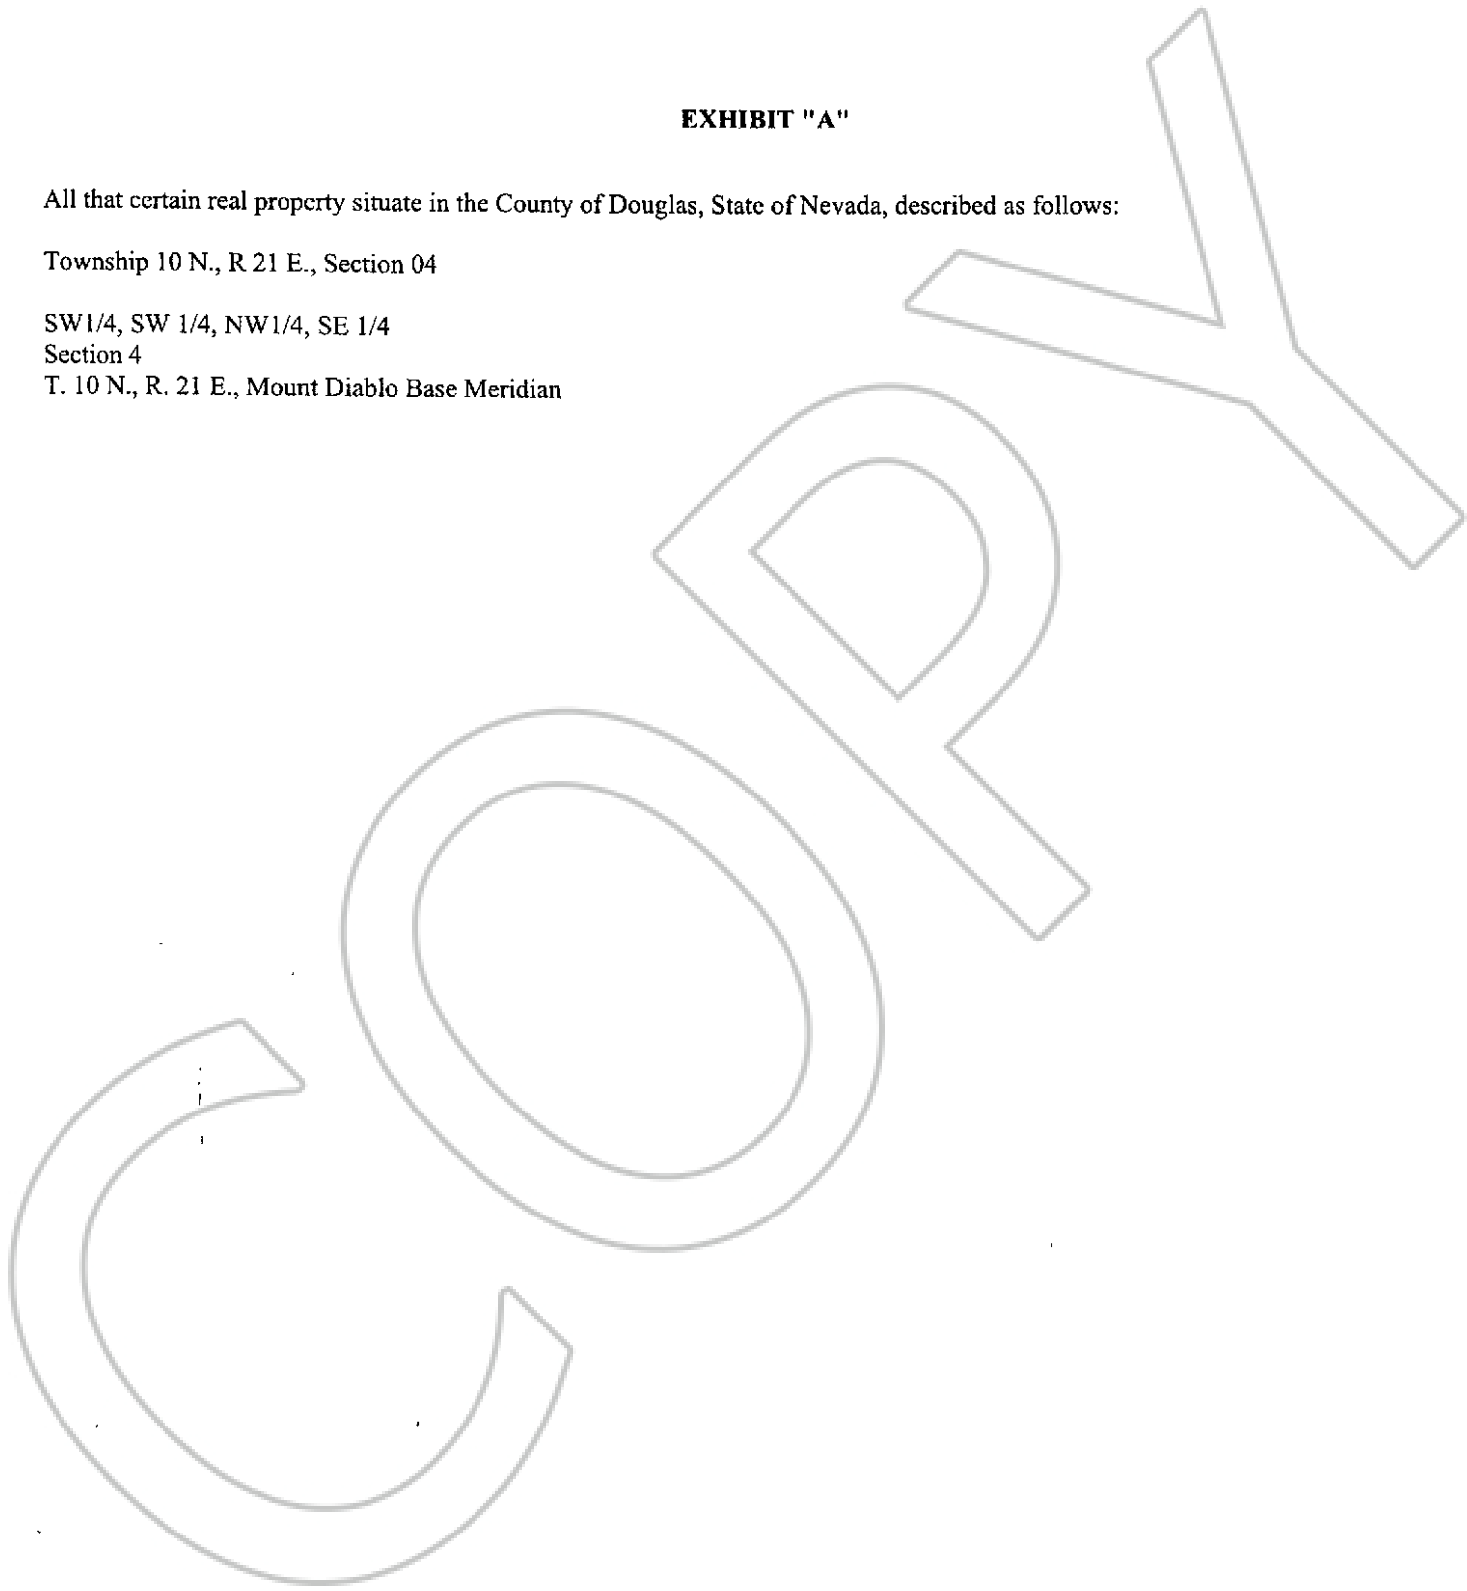 EXHIBIT "A"
All that certain real property situate in the County of Douglas, State of Nevada, described as follows:
Township 10 N., R 21 E., Section 04
SW1/4, SW 1/4, NW1/4, SE 1/4
Section 4
T. 10 N., R. 21 E., Mount Diablo Base Meridian
COPY